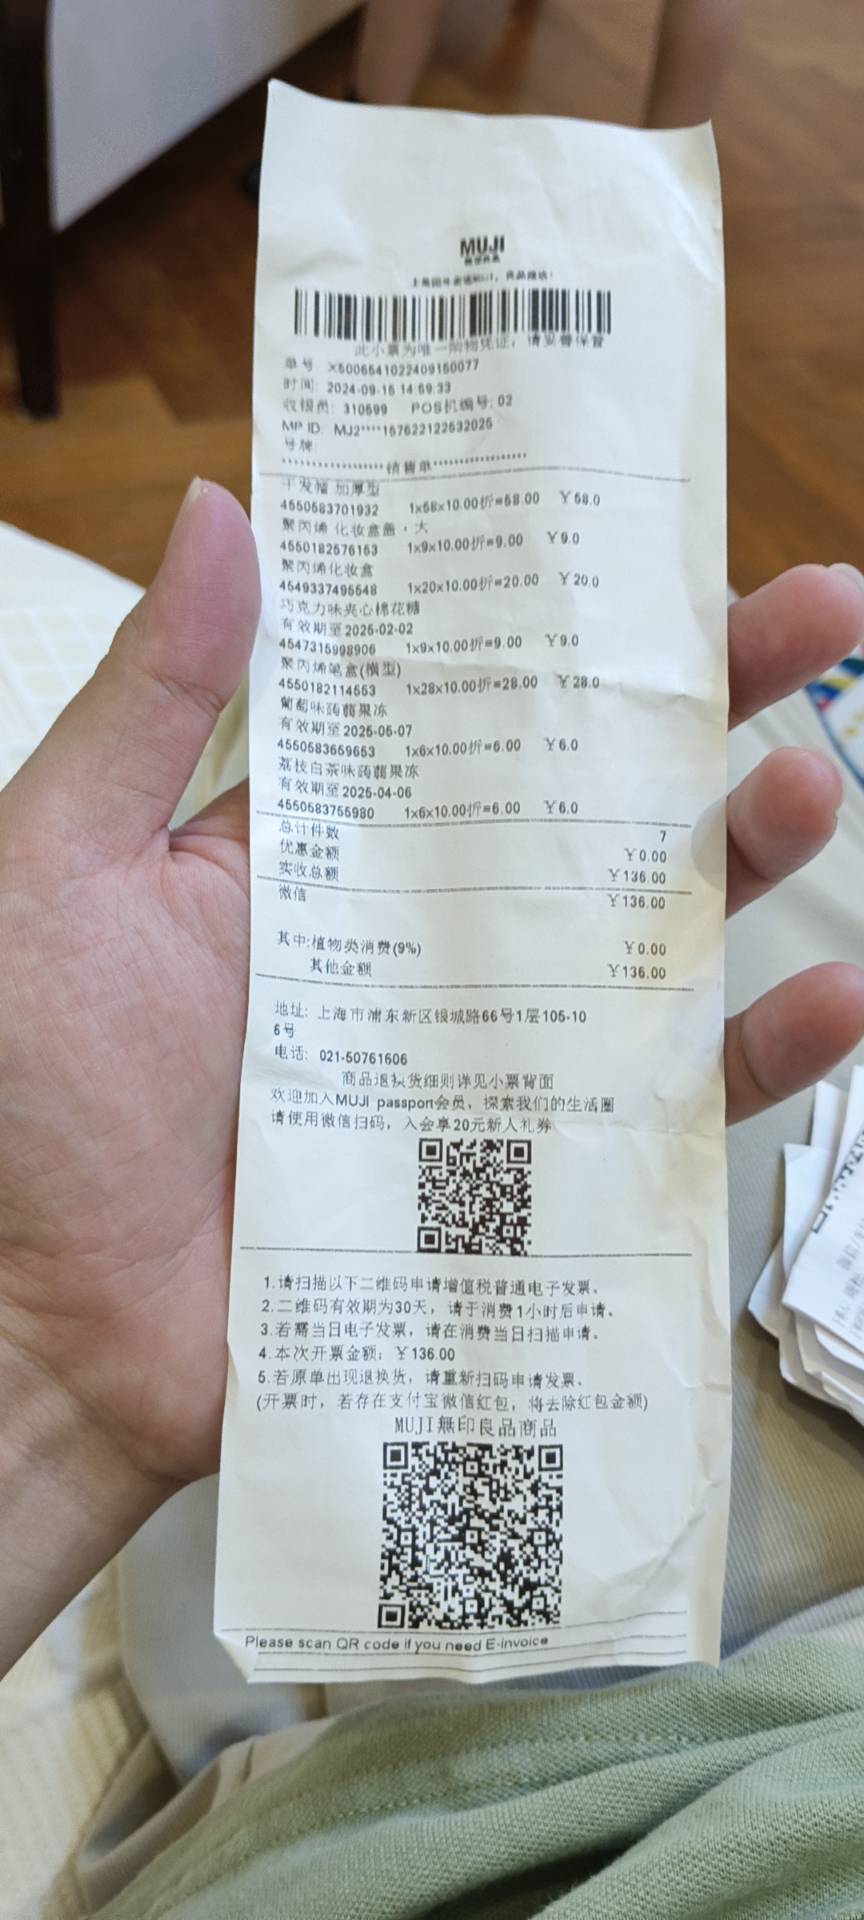 MUJI
無印良品
此小票为唯一购物凭证，请妥善保管
单号 X5006541022409150077
时间: 2024-09-15 14:59:33
收银员: 310599 POS机编号: 02
MP ID: MJ2****157622122632025
号牌:
******************销售单******************
干发帽 加厚型
4550583701932 1x58x10.00折=58.00 ￥58.0
聚丙烯 化妆盒盖・大
4550182576153 1x9x10.00折=9.00 ￥9.0
聚丙烯化妆盒
4549337495548 1x20x10.00折=20.00 ￥20.0
巧克力味夹心棉花糖
有效期至2025-02-02
4547315998906 1x9x10.00折=9.00 ￥9.0
聚丙烯笔盒(横型)
4550182114553 1x28x10.00折=28.00 ￥28.0
葡萄味蒟蒻果冻
有效期至2025-05-07
4550583659653 1x6x10.00折=6.00 ￥6.0
荔枝白茶味蒟蒻果冻
有效期至2025-04-06
4550583755980 1x6x10.00折=6.00 ￥6.0
总计件数 7
优惠金额 ￥0.00
实收总额 ￥136.00
微信 ￥136.00
其中:植物类消费(9%) ￥0.00
其他金额 ￥136.00
地址: 上海市浦东新区银城路66号1层105-10
6号
电话: 021-50761606
商品退换货细则详见小票背面
欢迎加入MUJI passport会员，探索我们的生活圈
请使用微信扫码，入会享20元新人礼券
1.请扫描以下二维码申请增值税普通电子发票。
2.二维码有效期为30天，请于消费1小时后申请。
3.若需当日电子发票，请在消费当日扫描申请。
4.本次开票金额: ￥136.00
5.若原单出现退换货，请重新扫码申请发票。
(开票时，若存在支付宝微信红包，将去除红包金额)
MUJI無印良品商品
Please scan QR code if you need E-invoice